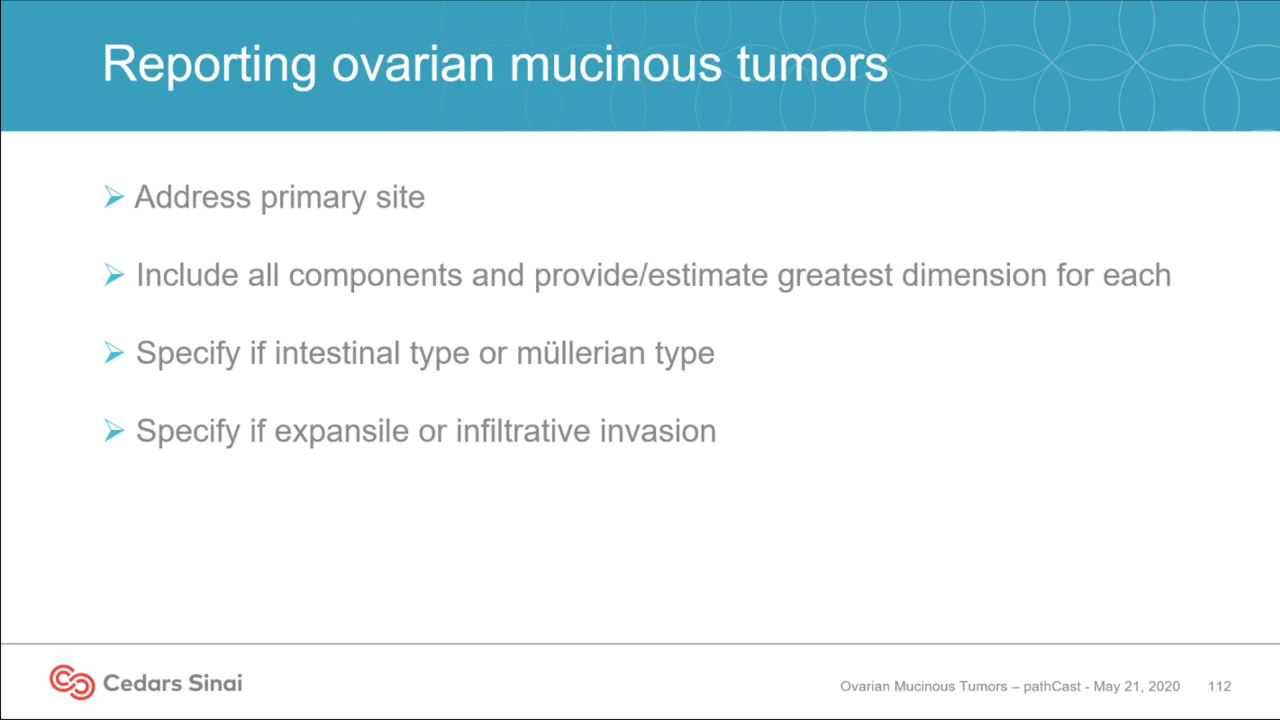 Reporting ovarian mucinous tumors
Address primary site
Include all components and provide/estimate greatest dimension for each
Specify if intestinal type or müllerian type
Specify if expansile or infiltrative invasion
Cedars Sinai
Ovarian Mucinous Tumors – pathCast - May 21, 2020 112